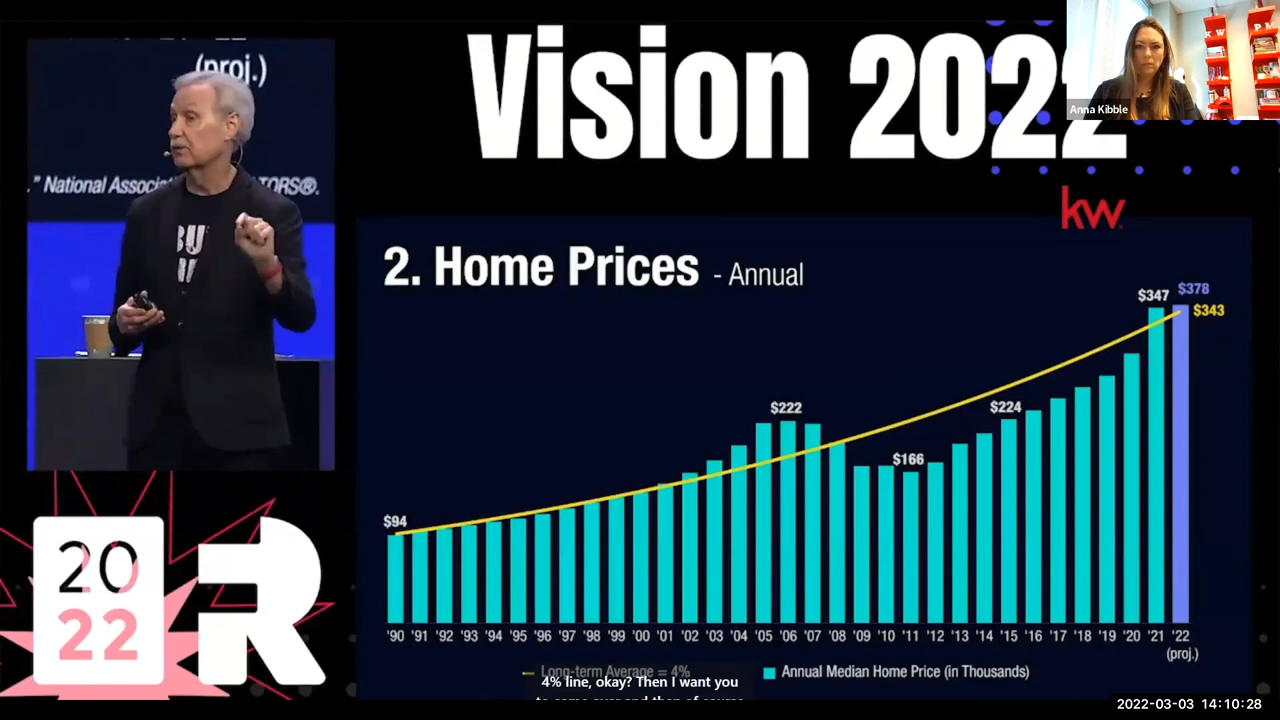 Vision 2022
Anna Kibble
(proj.)
." National Associat
TORS®.
BU
kw
2. Home Prices - Annual
$94
$222
$166
$224
$347
$378
$343
'90 '91 '92 '93 '94 '95 '96 '97 '98 '99 '00 '01 '02 '03 '04 '05 '06 '07 '08 '09 '10 '11 '12 '13 '14 '15 '16 '17 '18 '19 '20 '21 '22
(proj.)
Long-term Average = 4%
Annual Median Home Price (in Thousands)
4% line, okay? Then I want you
20
22
R
KW
PM
2022-03-03 14:10:28